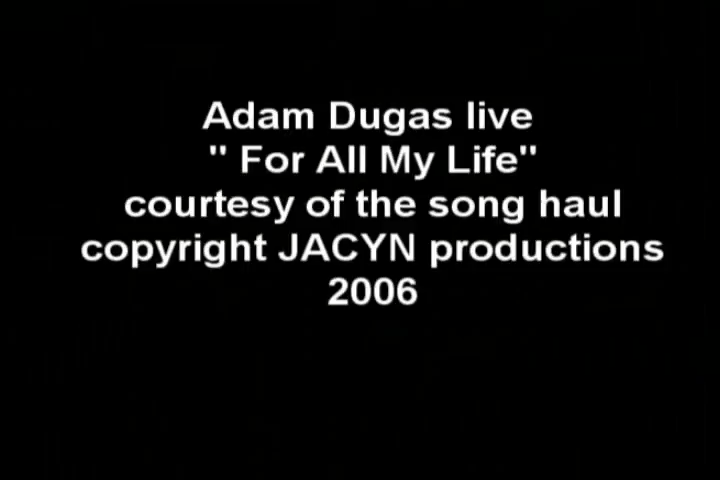 Adam Dugas live
" For All My Life"
courtesy of the song haul
copyright JACYN productions
2006